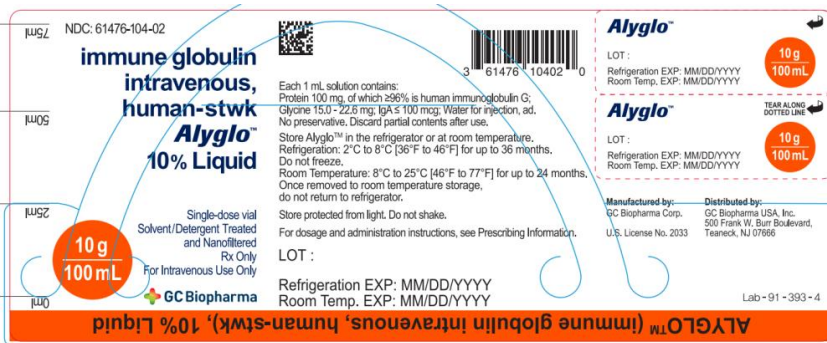 NDC: 61476-104-02
immune globulin
intravenous,
human-stwk
Alyglo™
10% Liquid
Single-dose vial
Solvent/Detergent Treated
and Nanofiltered
Rx Only
For Intravenous Use Only
10 g
100 mL
GC Biopharma
75ml
50ml
25ml
0ml
3 61476 10402 0
Each 1 mL solution contains:
Protein 100 mg, of which ≥96% is human immunoglobulin G;
Glycine 15.0 - 22.6 mg; IgA ≤ 100 mcg; Water for injection, ad.
No preservative. Discard partial contents after use.
Store Alyglo™ in the refrigerator or at room temperature.
Refrigeration: 2°C to 8°C [36°F to 46°F] for up to 36 months.
Do not freeze.
Room Temperature: 8°C to 25°C [46°F to 77°F] for up to 24 months.
Once removed to room temperature storage,
do not return to refrigerator.
Store protected from light. Do not shake.
For dosage and administration instructions, see Prescribing Information.
LOT :
Refrigeration EXP: MM/DD/YYYY
Room Temp. EXP: MM/DD/YYYY
Alyglo™
LOT :
Refrigeration EXP: MM/DD/YYYY
Room Temp. EXP: MM/DD/YYYY
10 g
100 mL
Alyglo™
TEAR ALONG
DOTTED LINE
LOT :
Refrigeration EXP: MM/DD/YYYY
Room Temp. EXP: MM/DD/YYYY
10 g
100 mL
Manufactured by:
GC Biopharma Corp.
U.S. License No. 2033
Distributed by:
GC Biopharma USA, Inc.
500 Frank W. Burr Boulevard,
Teaneck, NJ 07666
Lab - 91 - 393 - 4
ALYGLO™ (immune globulin intravenous, human-stwk), 10% Liquid